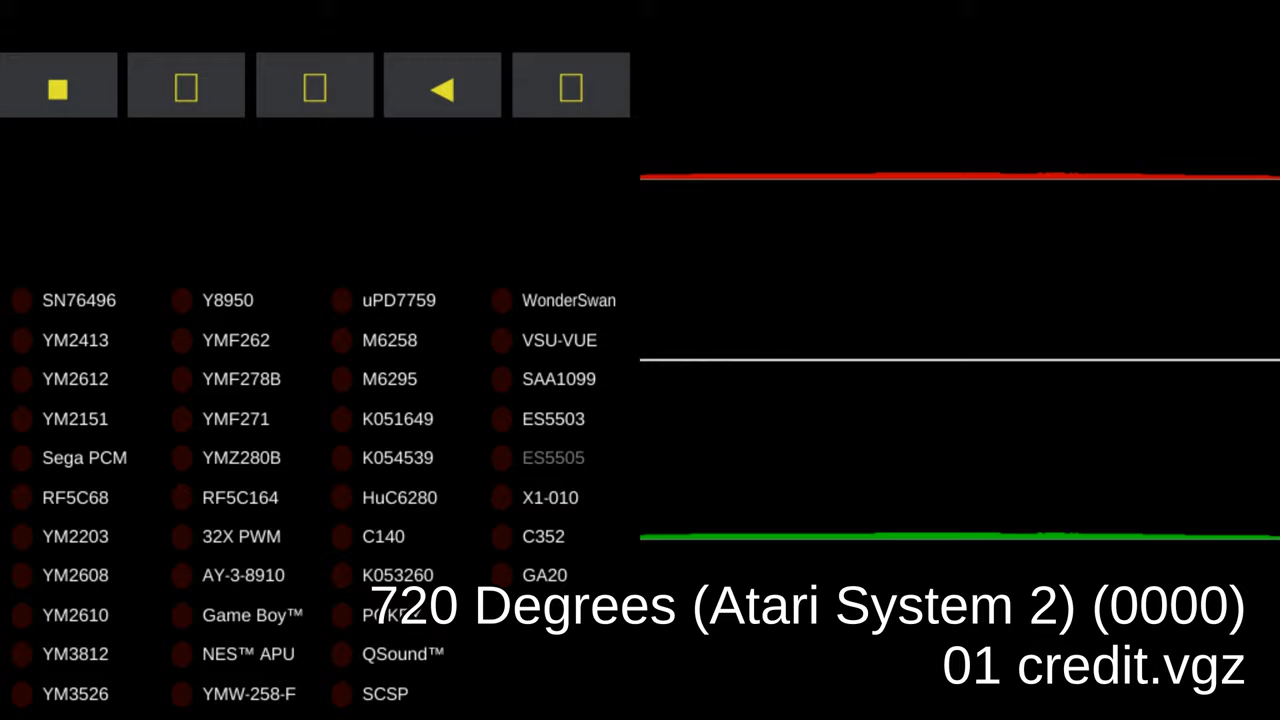 SN76496 Y8950 uPD7759 WonderSwan
YM2413 YMF262 M6258 VSU-VUE
YM2612 YMF278B M6295 SAA1099
YM2151 YMF271 K051649 ES5503
Sega PCM YMZ280B K054539 ES5505
RF5C68 RF5C164 HuC6280 X1-010
YM2203 32X PWM C140 C352
YM2608 AY-3-8910 K053260 GA20
YM2610 Game Boy™
720 Degrees (Atari System 2) (0000)
YM3812 NES™ APU QSound™
01 credit.vgz
YM3526 YMW-258-F SCSP